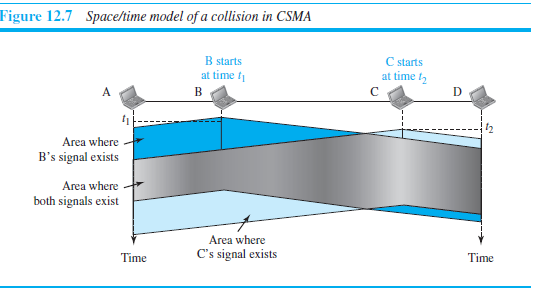 Figure 12.7 Space/time model of a collision in CSMA
B starts
at time t₁
C starts
at time t₂
A
B
C
D
t₁
t₂
Area where
B's signal exists
Area where
both signals exist
Area where
C's signal exists
Time
Time